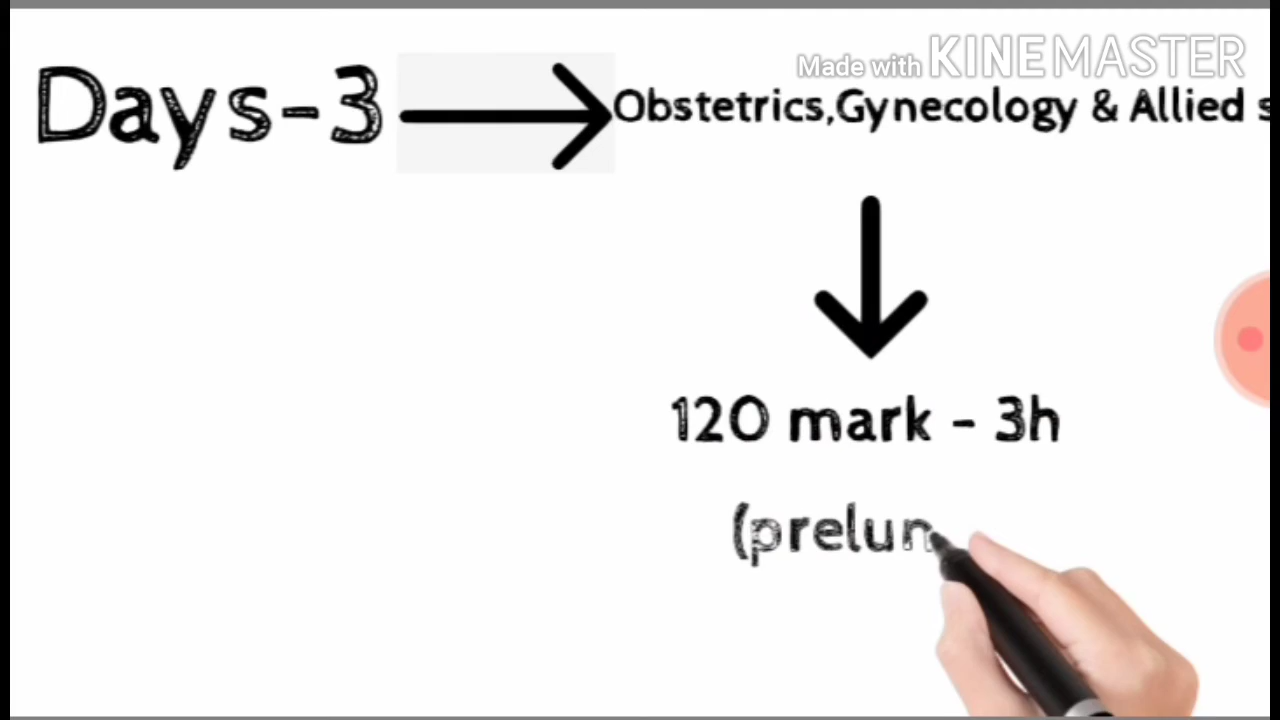 Made with KINEMASTER
Days-3
Obstetrics,Gynecology & Allied s
120 mark - 3h
(prelun